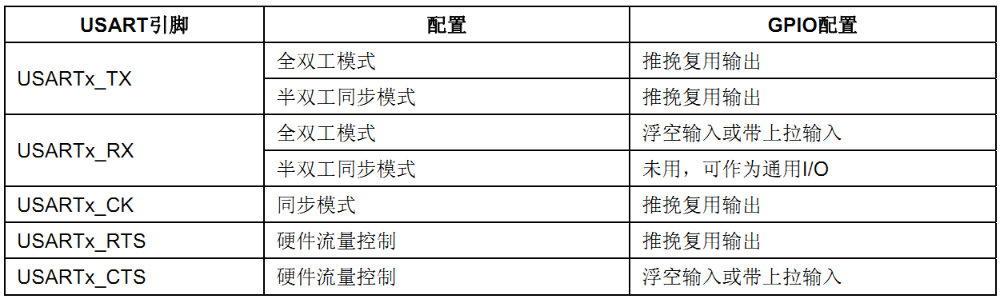 USART引脚 配置 GPIO配置
USARTx_TX 全双工模式 推挽复用输出
半双工同步模式 推挽复用输出
USARTx_RX 全双工模式 浮空输入或带上拉输入
半双工同步模式 未用，可作为通用I/O
USARTx_CK 同步模式 推挽复用输出
USARTx_RTS 硬件流量控制 推挽复用输出
USARTx_CTS 硬件流量控制 浮空输入或带上拉输入